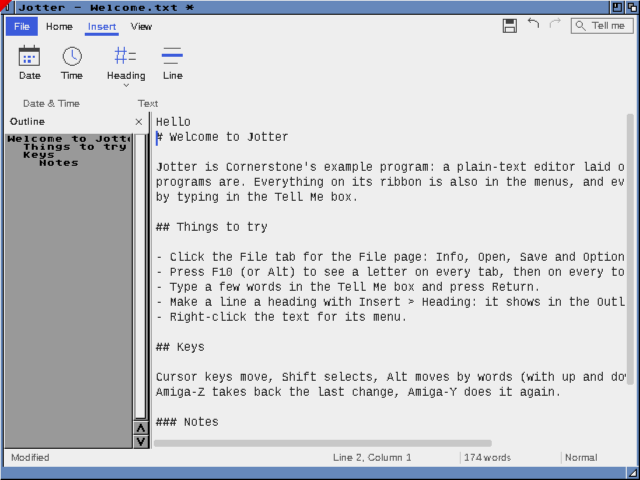 Jotter - Welcome.txt *
File Home Insert View Tell me
Date Time Heading Line
Date & Time Text
Outline ×
Welcome to Jott
Things to try
Keys
Notes
Hello
# Welcome to Jotter
Jotter is Cornerstone's example program: a plain-text editor laid o
programs are. Everything on its ribbon is also in the menus, and ev
by typing in the Tell Me box.
## Things to try
- Click the File tab for the File page: Info, Open, Save and Option
- Press F10 (or Alt) to see a letter on every tab, then on every to
- Type a few words in the Tell Me box and press Return.
- Make a line a heading with Insert > Heading: it shows in the Outl
- Right-click the text for its menu.
## Keys
Cursor keys move, Shift selects, Alt moves by words (with up and do
Amiga-Z takes back the last change, Amiga-Y does it again.
### Notes
Modified Line 2, Column 1 174 words Normal